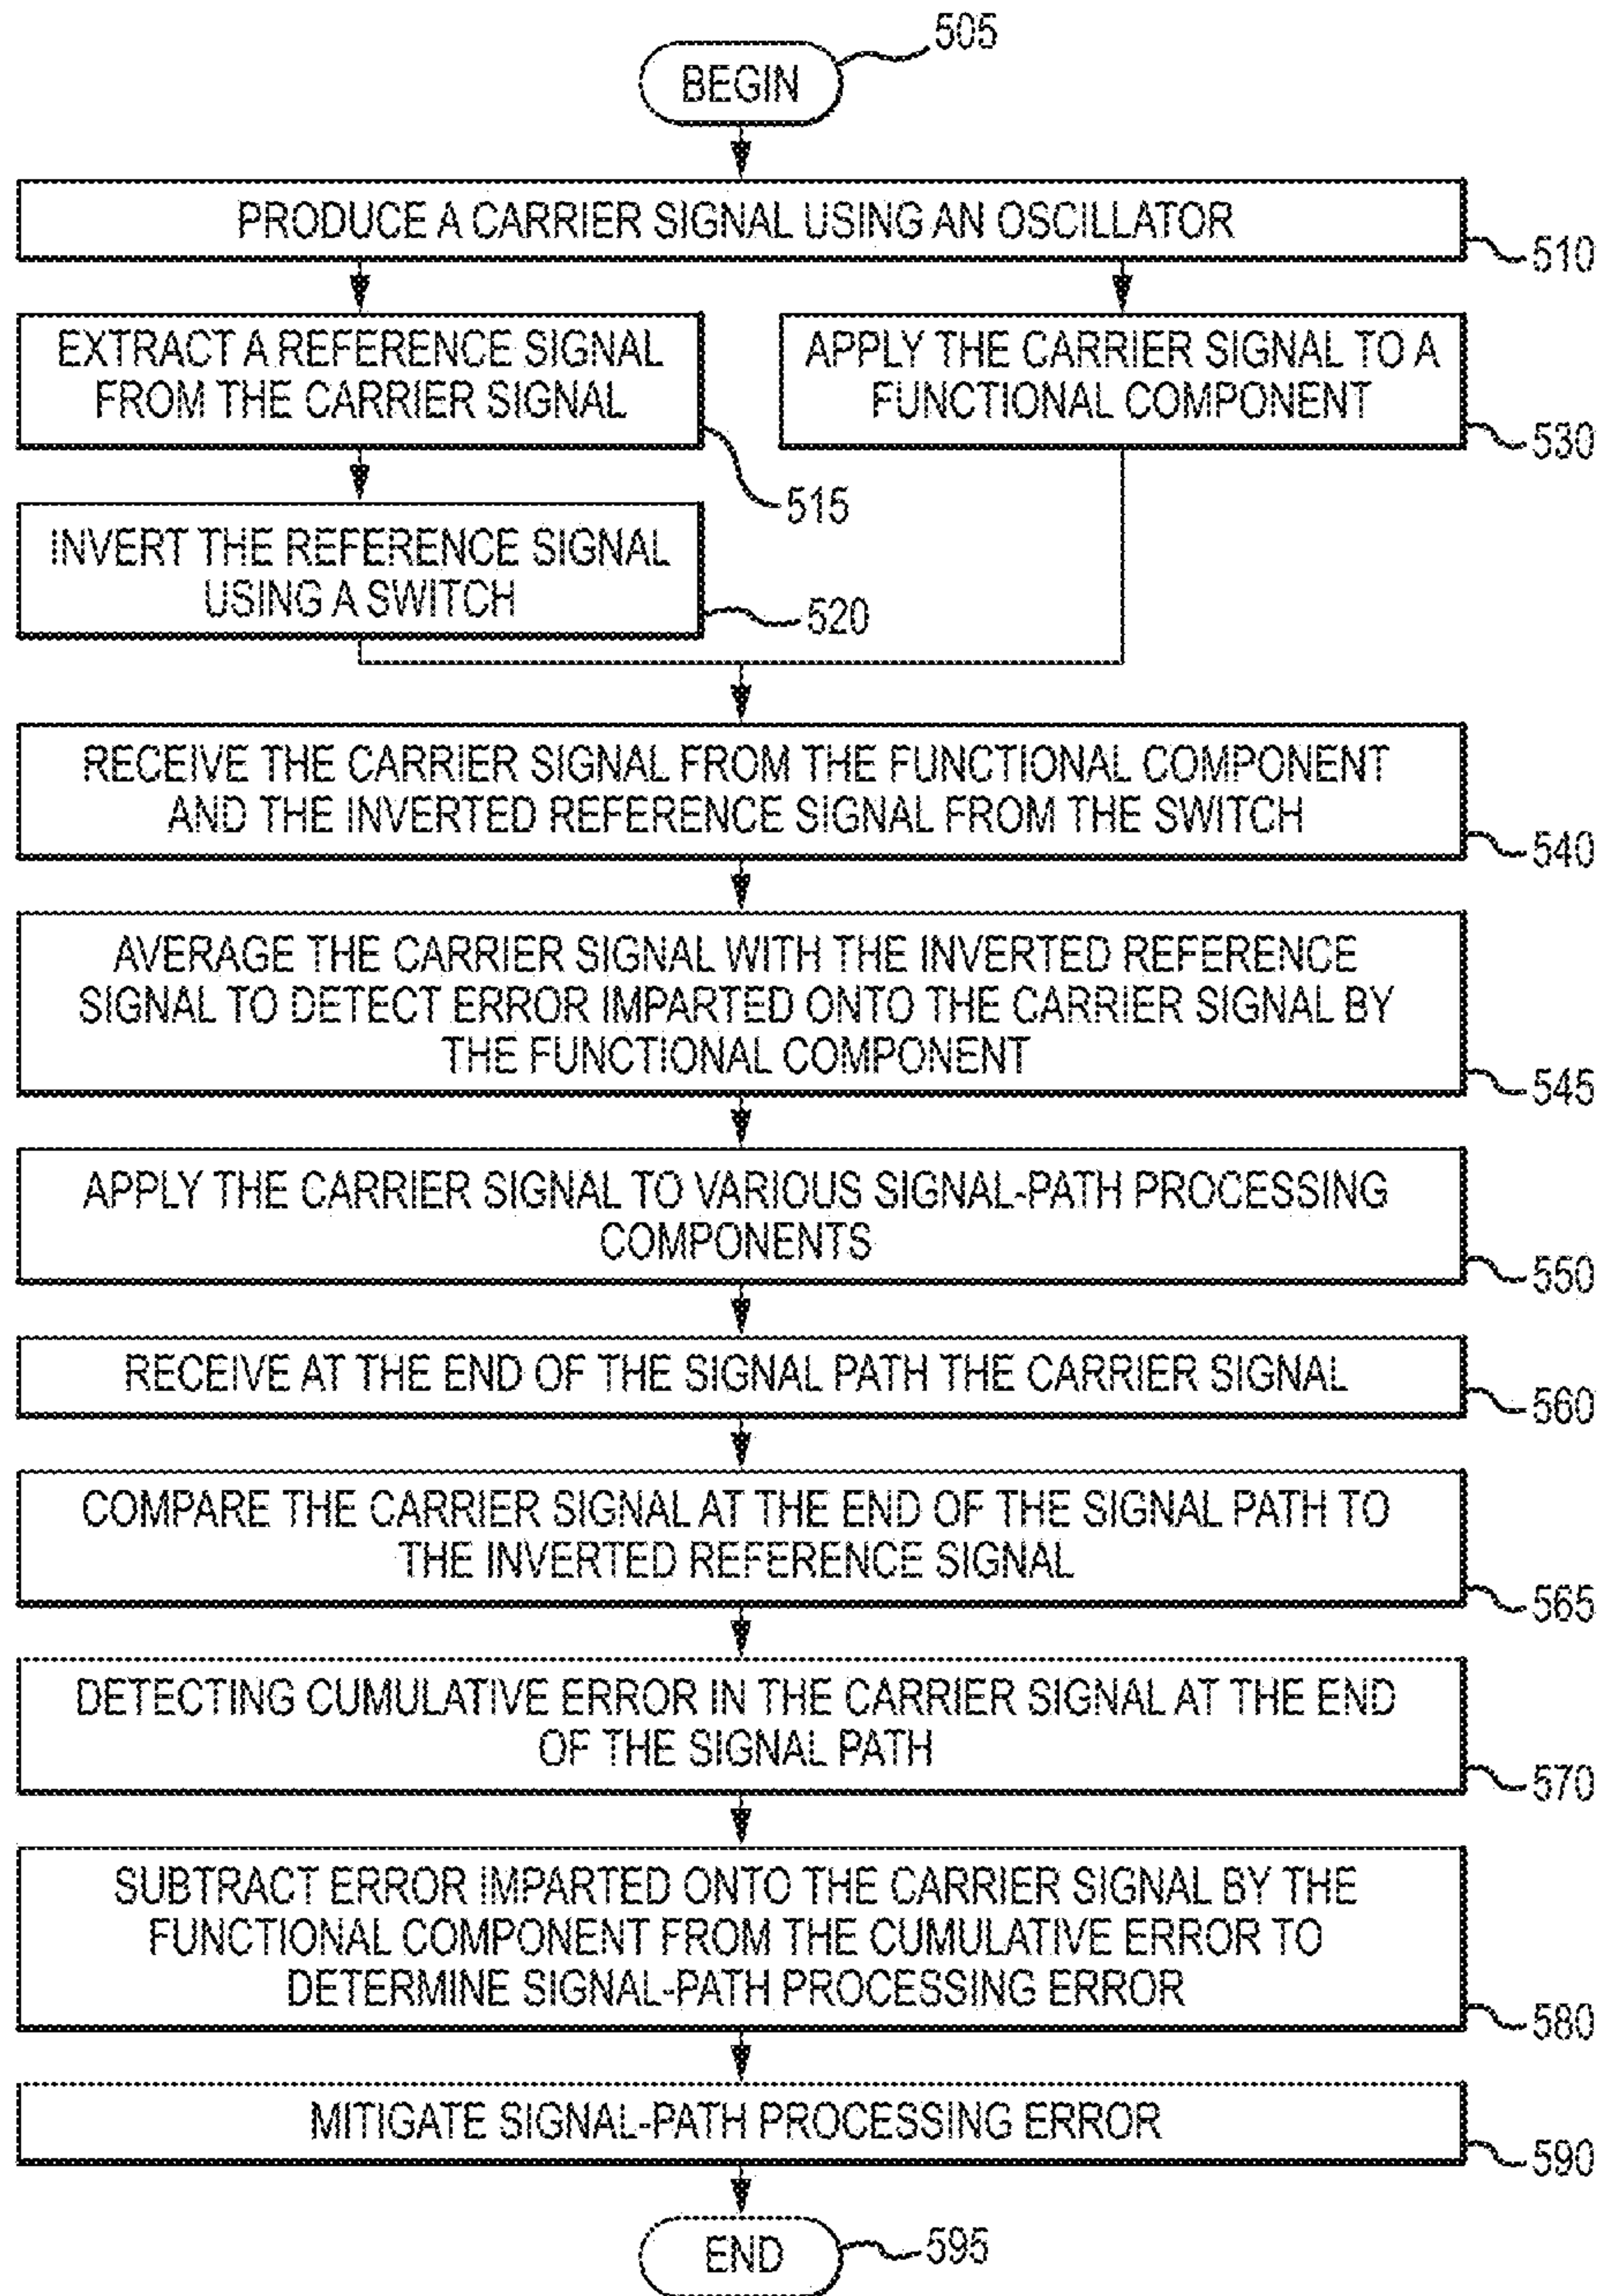 BEGIN
505
PRODUCE A CARRIER SIGNAL USING AN OSCILLATOR
510
EXTRACT A REFERENCE SIGNAL
FROM THE CARRIER SIGNAL
515
APPLY THE CARRIER SIGNAL TO A
FUNCTIONAL COMPONENT
530
INVERT THE REFERENCE SIGNAL
USING A SWITCH
520
RECEIVE THE CARRIER SIGNAL FROM THE FUNCTIONAL COMPONENT
AND THE INVERTED REFERENCE SIGNAL FROM THE SWITCH
540
AVERAGE THE CARRIER SIGNAL WITH THE INVERTED REFERENCE
SIGNAL TO DETECT ERROR IMPARTED ONTO THE CARRIER SIGNAL BY
THE FUNCTIONAL COMPONENT
545
APPLY THE CARRIER SIGNAL TO VARIOUS SIGNAL-PATH PROCESSING
COMPONENTS
550
RECEIVE AT THE END OF THE SIGNAL PATH THE CARRIER SIGNAL
560
COMPARE THE CARRIER SIGNAL AT THE END OF THE SIGNAL PATH TO
THE INVERTED REFERENCE SIGNAL
565
DETECTING CUMULATIVE ERROR IN THE CARRIER SIGNAL AT THE END
OF THE SIGNAL PATH
570
SUBTRACT ERROR IMPARTED ONTO THE CARRIER SIGNAL BY THE
FUNCTIONAL COMPONENT FROM THE CUMULATIVE ERROR TO
DETERMINE SIGNAL-PATH PROCESSING ERROR
580
MITIGATE SIGNAL-PATH PROCESSING ERROR
590
END
595